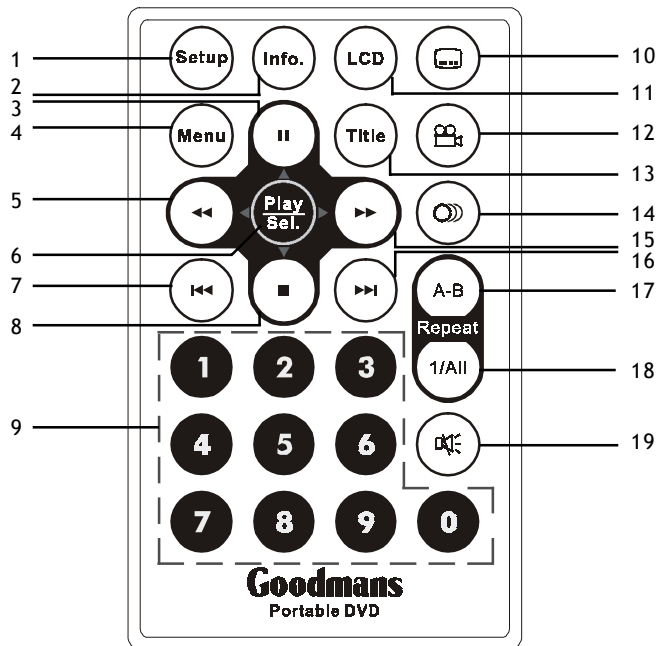 1 Setup Info. LCD 10
2 11
3
4 Menu Title 12
13
5 Play 14
6 Sel. 15
16
7 A-B 17
8 Repeat
1/All 18
1 2 3
9 4 5 6 19
7 8 9 0
Goodmans
Portable DVD